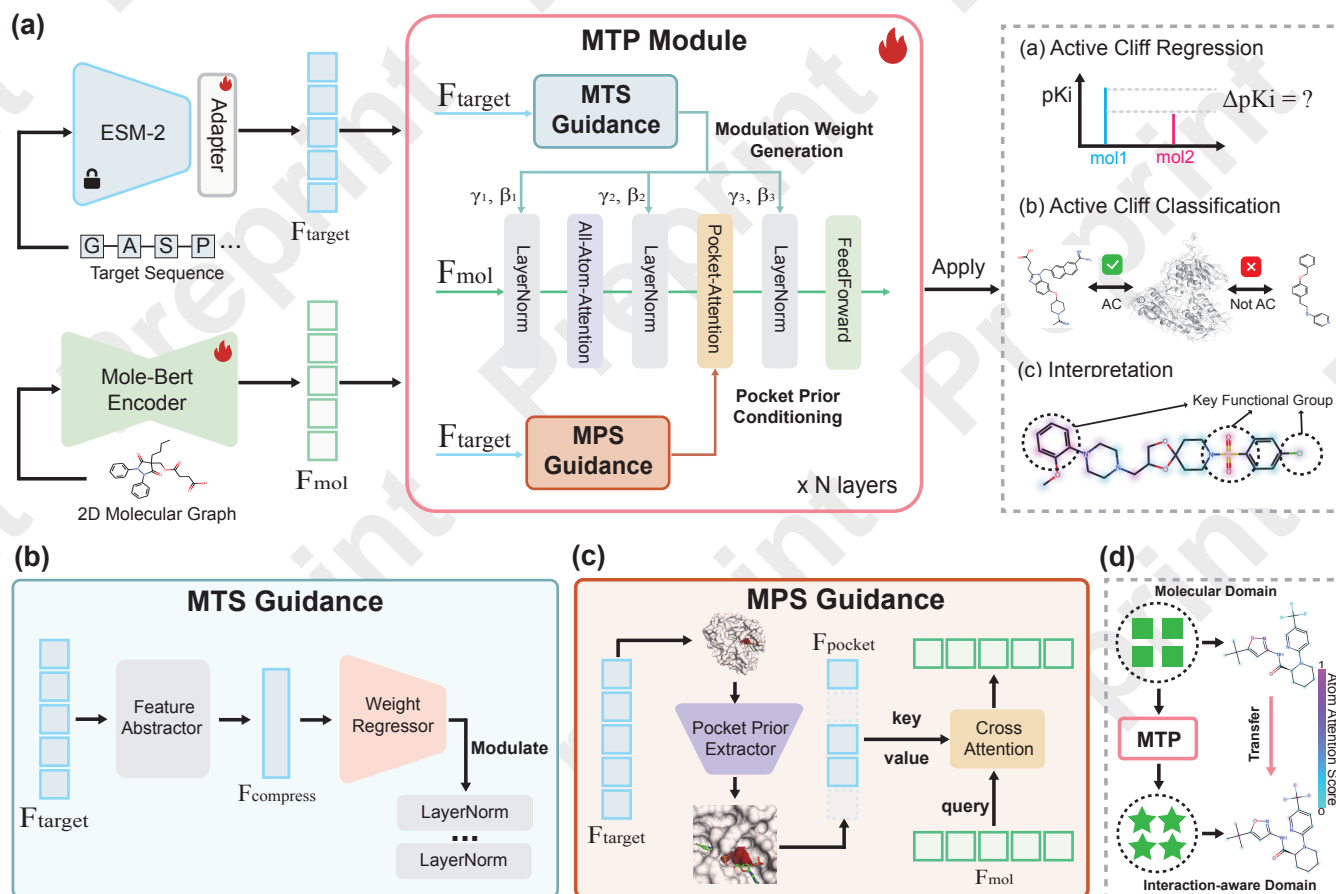 (a)
ESM-2
Adapter
G A S P ...
Target Sequence
Ftarget
Mole-Bert
Encoder
2D Molecular Graph
Fmol
MTP Module
Ftarget
MTS
Guidance
Modulation Weight
Generation
γ1, β1
γ2, β2
γ3, β3
Fmol
LayerNorm
All-Atom-Attention
LayerNorm
Pocket-Attention
LayerNorm
FeedForward
Pocket Prior
Conditioning
Ftarget
MPS
Guidance
x N layers
Apply
(a) Active Cliff Regression
pKi
ΔpKi = ?
mol1
mol2
(b) Active Cliff Classification
AC
Not AC
(c) Interpretation
Key Functional Group
(b)
MTS Guidance
Ftarget
Feature
Abstractor
Fcompress
Weight
Regressor
Modulate
LayerNorm
...
LayerNorm
(c)
MPS Guidance
Ftarget
Pocket Prior
Extractor
Fpocket
key
value
Cross
Attention
query
Fmol
(d)
Molecular Domain
MTP
Transfer
1
Atom Attention Score
0
Interaction-aware Domain
Preprint